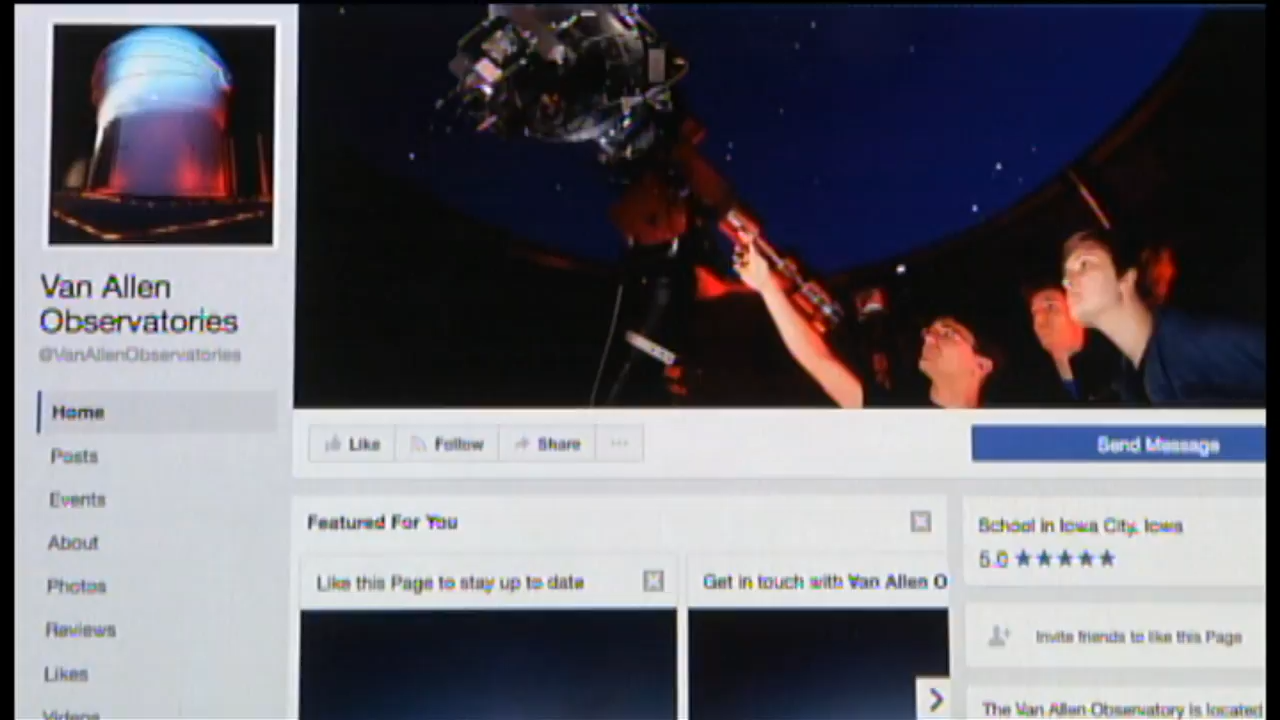 Van Allen
Observatories
@VanAllenObservatories
Home
Posts
Events
About
Photos
Reviews
Likes
Videos
Like
Follow
Share
Send Message
Featured For You
Like this Page to stay up to date
Get in touch with Van Allen O
School in Iowa City, Iowa
5.0 ★★★★★
Invite friends to like this Page
The Van Allen Observatory is located